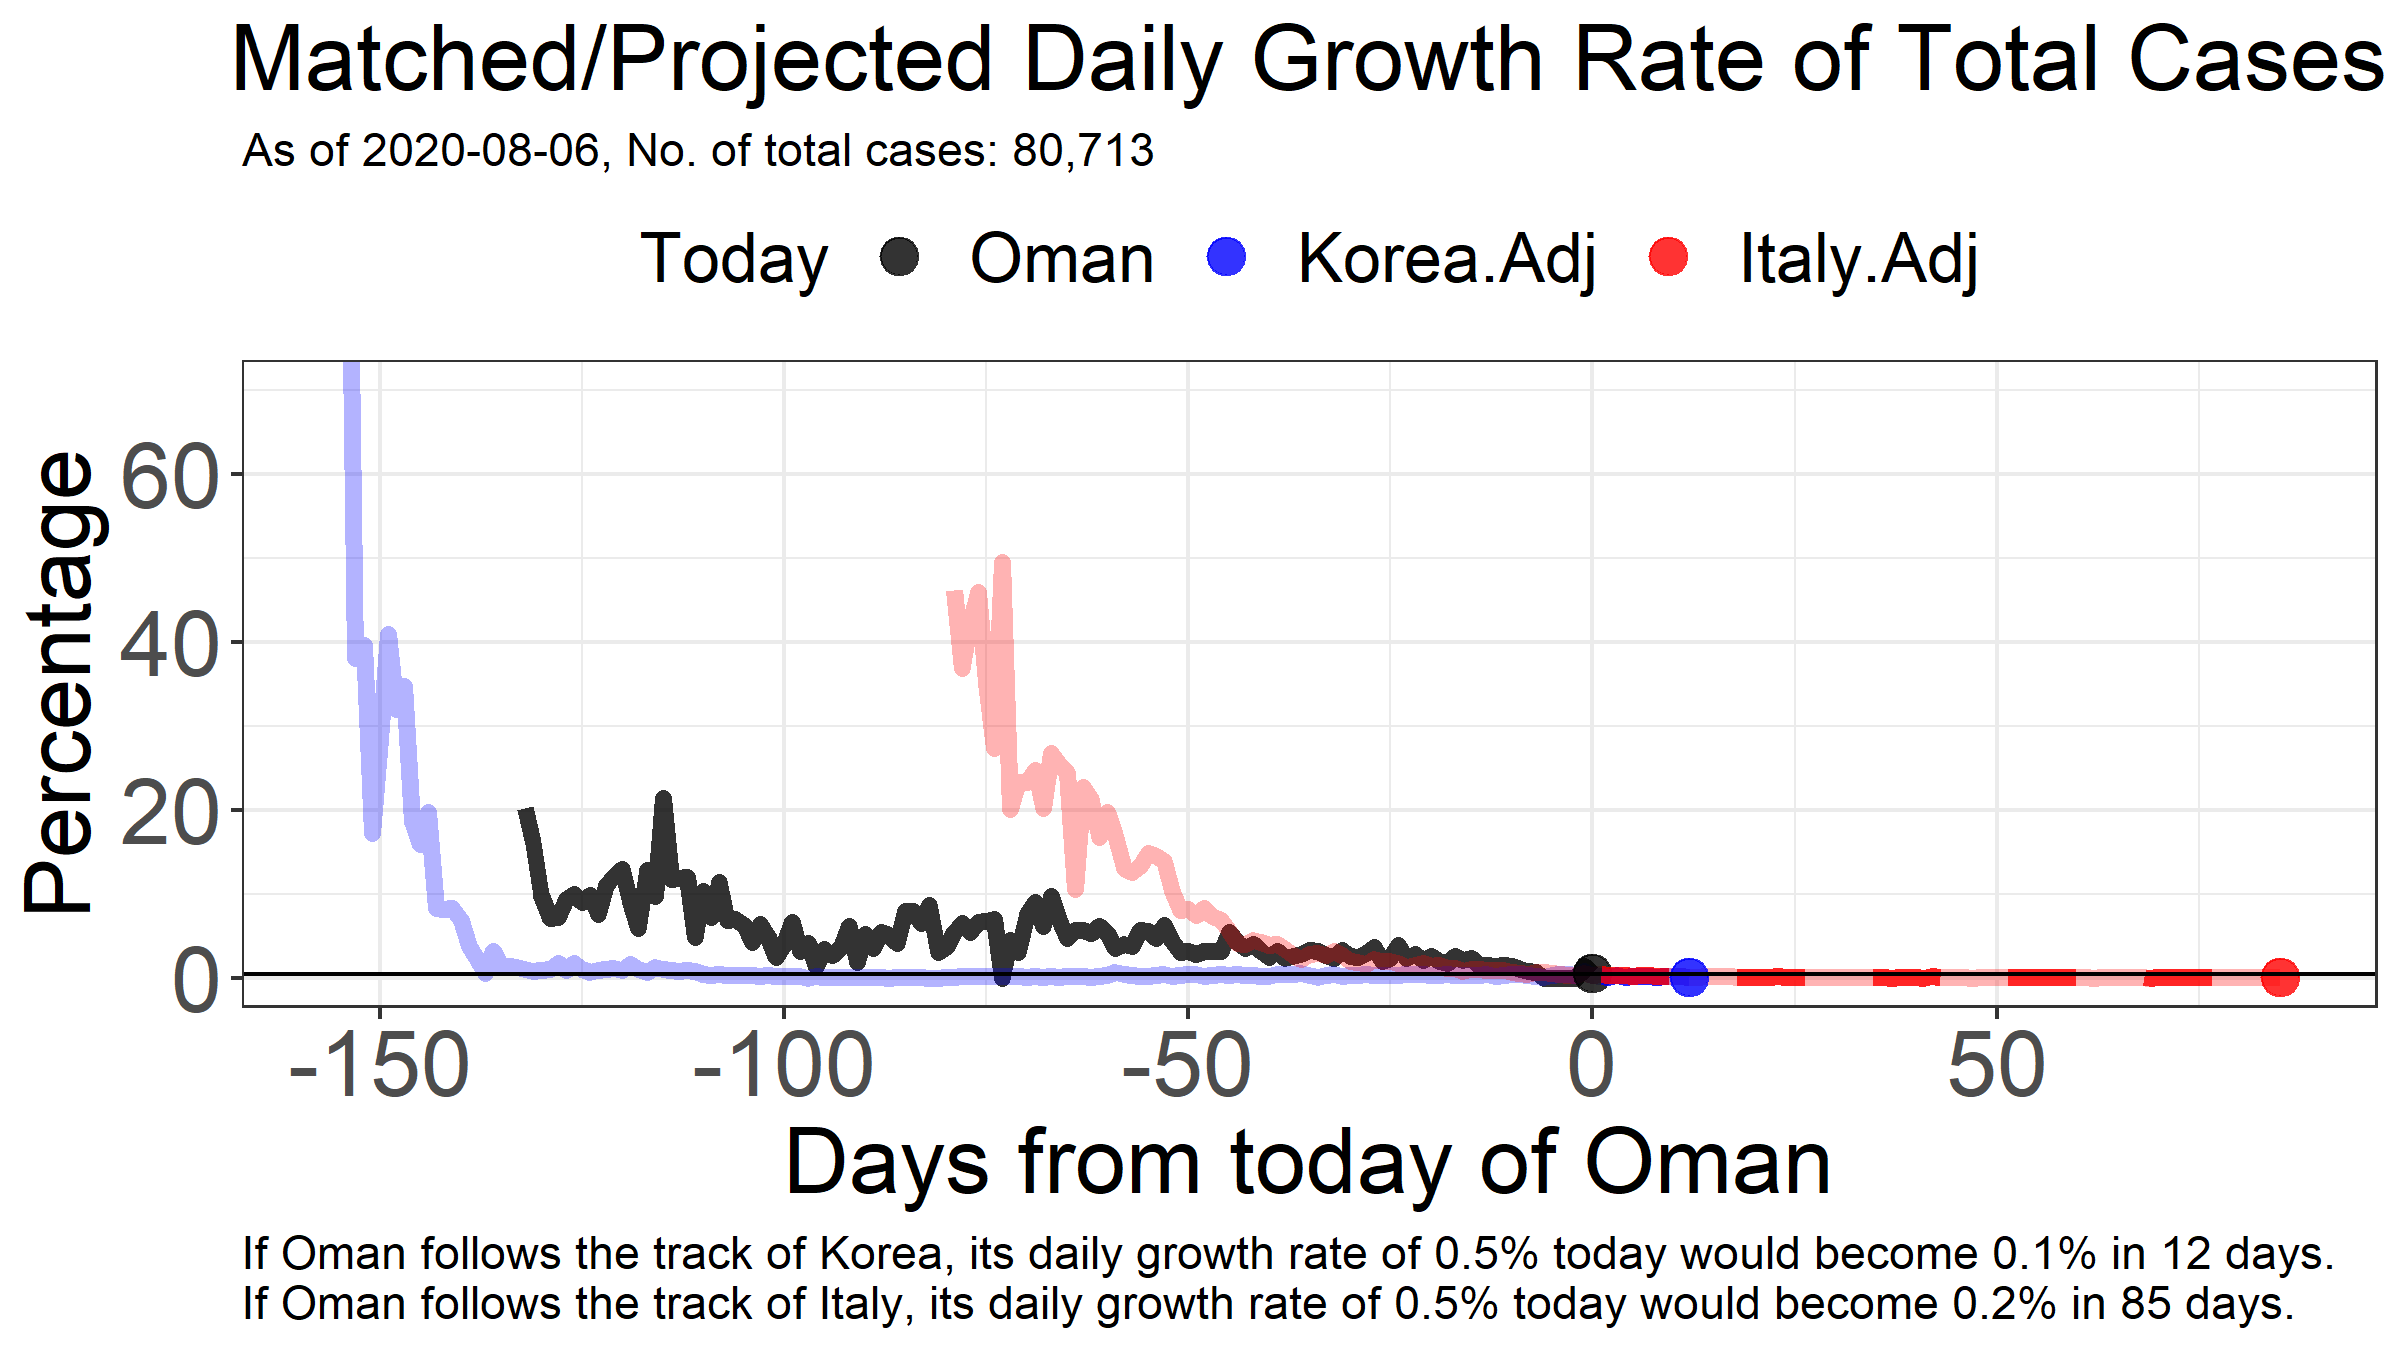 Matched/Projected Daily Growth Rate of Total Cases
As of 2020-08-06, No. of total cases: 80,713
Today Oman Korea.Adj Italy.Adj
Percentage
60
40
20
0
-150 -100 -50 0 50
Days from today of Oman
If Oman follows the track of Korea, its daily growth rate of 0.5% today would become 0.1% in 12 days.
If Oman follows the track of Italy, its daily growth rate of 0.5% today would become 0.2% in 85 days.